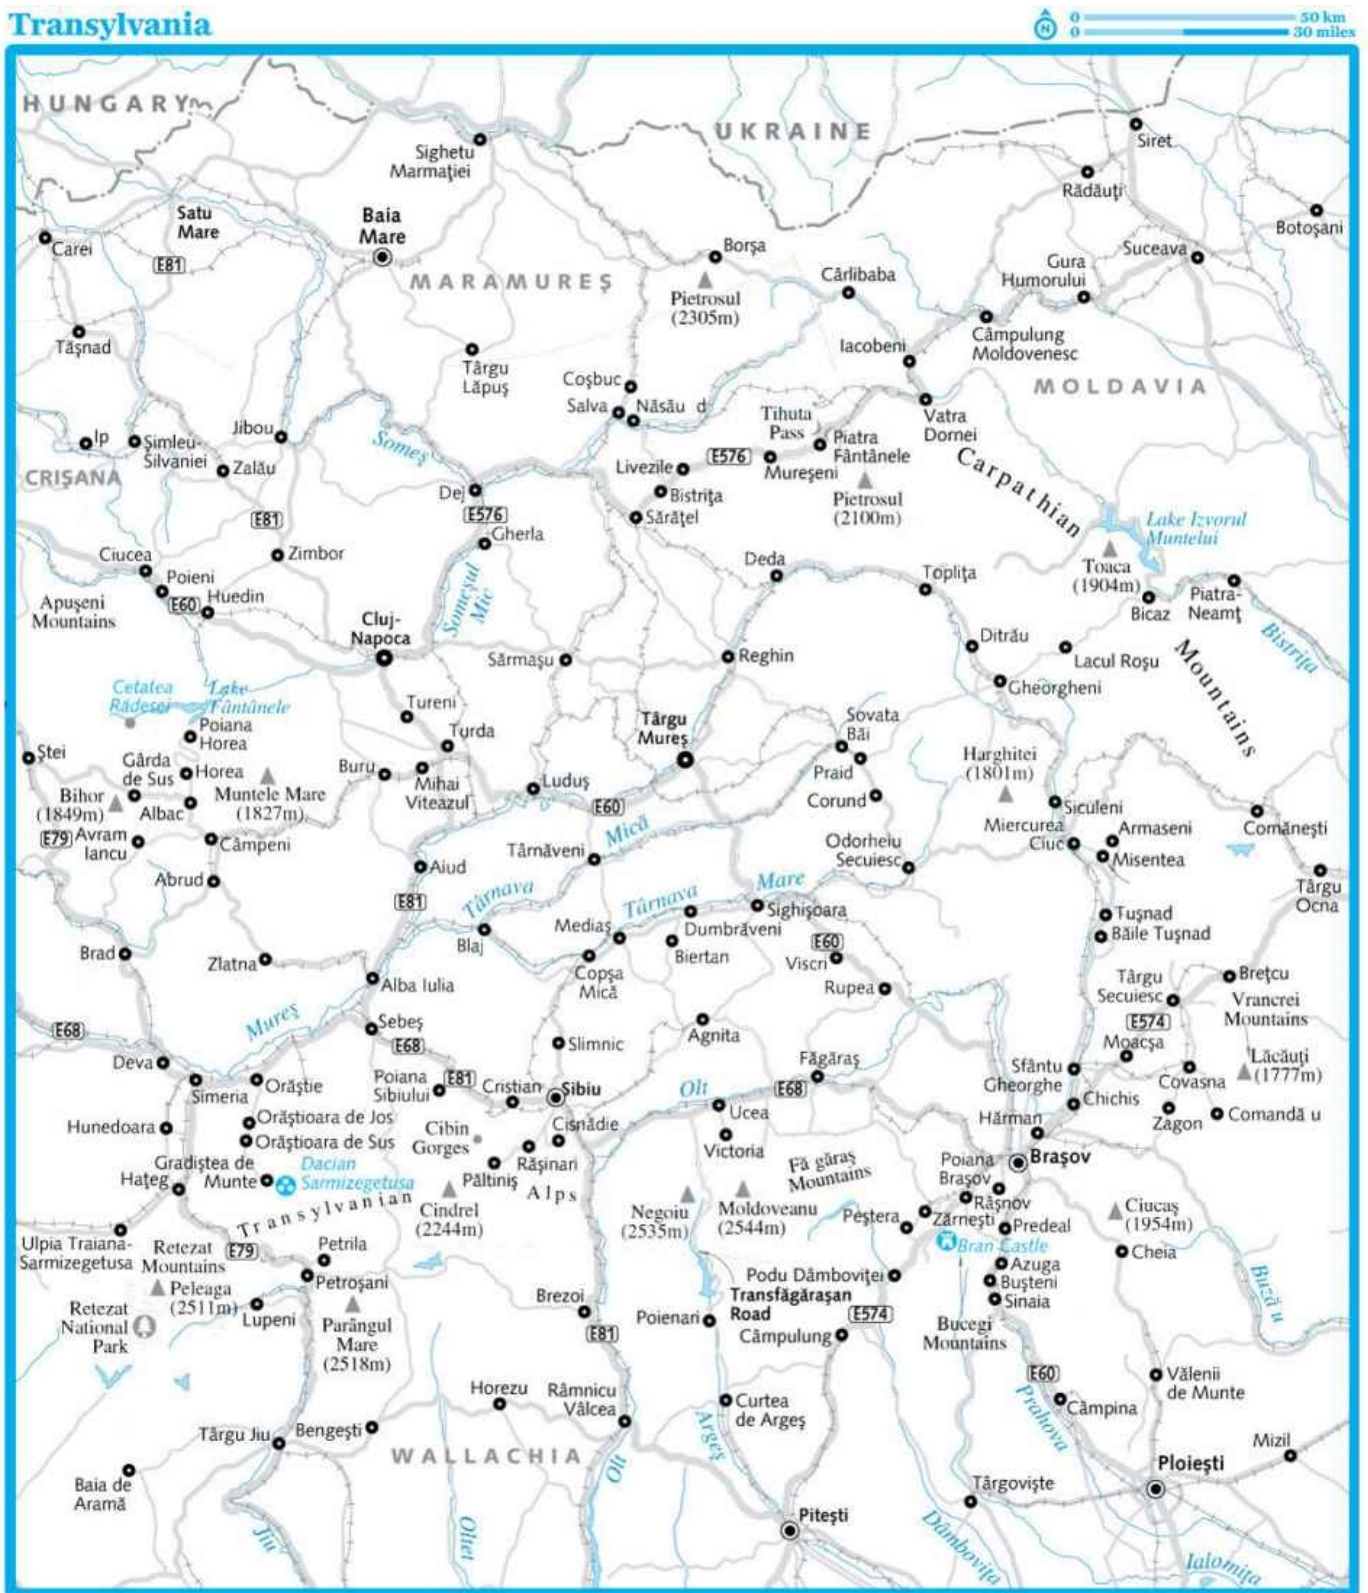 Transylvania
0 50 km
0 30 miles
HUNGARY
UKRAINE
Siret
Sighetu
Marmaţiei
Rădăuţi
Satu
Mare
Baia
Mare
Botoşani
Carei
Borşa
Suceava
E81
Gura
Humorului
MARAMUREŞ
Cârlibaba
Pietrosul
(2305m)
Câmpulung
Moldovenesc
Tăşnad
Iacobeni
Târgu
Lăpuş
Coşbuc
MOLDAVIA
Salva
Năsău d
Tihuta
Pass
Vatra
Dornei
Ip
Şimleu-
Silvaniei
Jibou
Someş
Piatra
Fântânele
Zalău
Livezile
E576
Mureşeni
CRIŞANA
Carpathian
Dej
Bistriţa
Pietrosul
(2100m)
E81
E576
Sărăţel
Lake Izvorul
Muntelui
Gherla
Ciucea
Zimbor
Deda
Topliţa
Toaca
(1904m)
Poieni
Huedin
E60
Apuşeni
Mountains
Someşul
Mic
Bicaz
Piatra-
Neamţ
Cluj-
Napoca
Ditrău
Bistriţa
Sărmaşu
Reghin
Lacul Roşu
Mountains
Cetatea
Rădesei
Lake
Fântânele
Gheorgheni
Tureni
Poiana
Horea
Târgu
Mureş
Sovata
Băi
Turda
Ştei
Gârda
de Sus
Horea
Buru
Harghitei
(1801m)
Praid
Bihor
(1849m)
Albac
Muntele Mare
(1827m)
Mihai
Viteazul
Luduş
Corund
Siculeni
E60
E79
Avram
Iancu
Câmpeni
Mică
Miercurea
Ciuc
Armaseni
Comăneşti
Târnăveni
Odorheiu
Secuiesc
Misentea
Abrud
Aiud
Târgu
Ocna
E81
Târnava
Târnava
Mare
Sighişoara
Tuşnad
Blaj
Mediaş
Dumbrăveni
Băile Tuşnad
Brad
Zlatna
Biertan
E60
Viscri
Copşa
Mică
Alba Iulia
Rupea
Târgu
Secuiesc
Breţcu
Vrancrei
Mountains
Mureş
E68
Sebeş
Agnita
E574
Slimnic
Moacşa
E68
Deva
Făgăraş
Sfântu
Gheorghe
Lăcăuţi
(1777m)
Simeria
Orăştie
Poiana
Sibiului
E81
Cristian
Sibiu
Olt
E68
Covasna
Ucea
Chichis
Orăştioara de Jos
Hunedoara
Orăştioara de Sus
Cibin
Gorges
Cisnădie
Hărman
Zagon
Comandă u
Victoria
Răşinari
Gradiştea de
Munte
Dacian
Sarmizegetusa
Poiana
Braşov
Braşov
Haţeg
Păltiniş
Fă găraş
Mountains
Transylvanian
Alps
Cindrel
(2244m)
Negoiu
(2535m)
Moldoveanu
(2544m)
Râşnov
Peştera
Zărneşti
Predeal
Ciucaş
(1954m)
Ulpia Traiana-
Sarmizegetusa
E79
Retezat
Mountains
Petrila
Bran Castle
Cheia
Azuga
Peleaga
(2511m)
Petroşani
Podu Dâmboviţei
Buşteni
Buză u
Transfăgăraşan
Road
Brezoi
Sinaia
Retezat
National
Park
Lupeni
Parângul
Mare
(2518m)
Poienari
E574
E81
Câmpulung
Bucegi
Mountains
E60
Vălenii
de Munte
Horezu
Râmnicu
Vâlcea
Curtea
de Argeş
Câmpina
Prahova
Târgu Jiu
Bengeşti
Argeş
WALLACHIA
Mizil
Olt
Ploieşti
Baia de
Aramă
Târgovişte
Piteşti
Jiu
Olteţ
Dâmboviţa
Ialomiţa